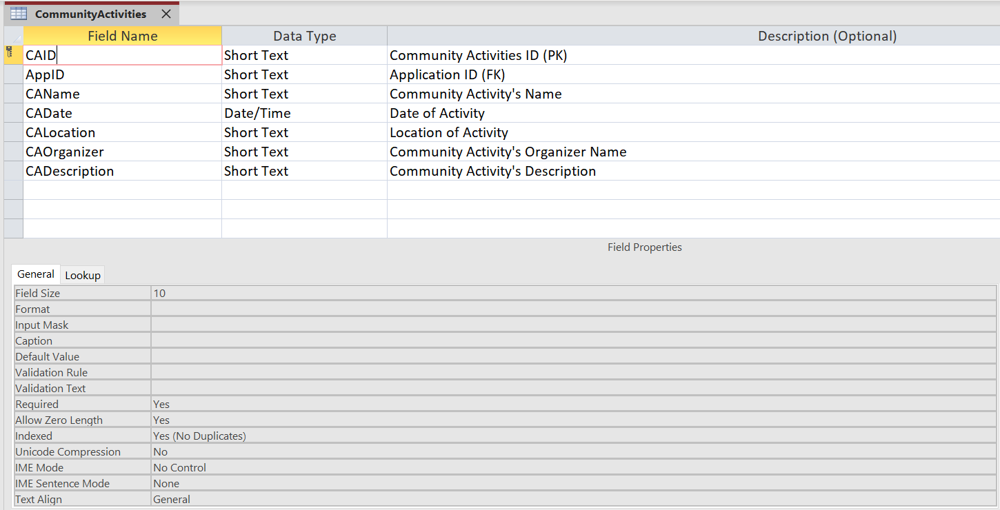 CommunityActivities
Field Name Data Type Description (Optional)
CAID Short Text Community Activities ID (PK)
AppID Short Text Application ID (FK)
CAName Short Text Community Activity's Name
CADate Date/Time Date of Activity
CALocation Short Text Location of Activity
CAOrganizer Short Text Community Activity's Organizer Name
CADescription Short Text Community Activity's Description
Field Properties
General Lookup
Field Size 10
Format
Input Mask
Caption
Default Value
Validation Rule
Validation Text
Required Yes
Allow Zero Length Yes
Indexed Yes (No Duplicates)
Unicode Compression No
IME Mode No Control
IME Sentence Mode None
Text Align General